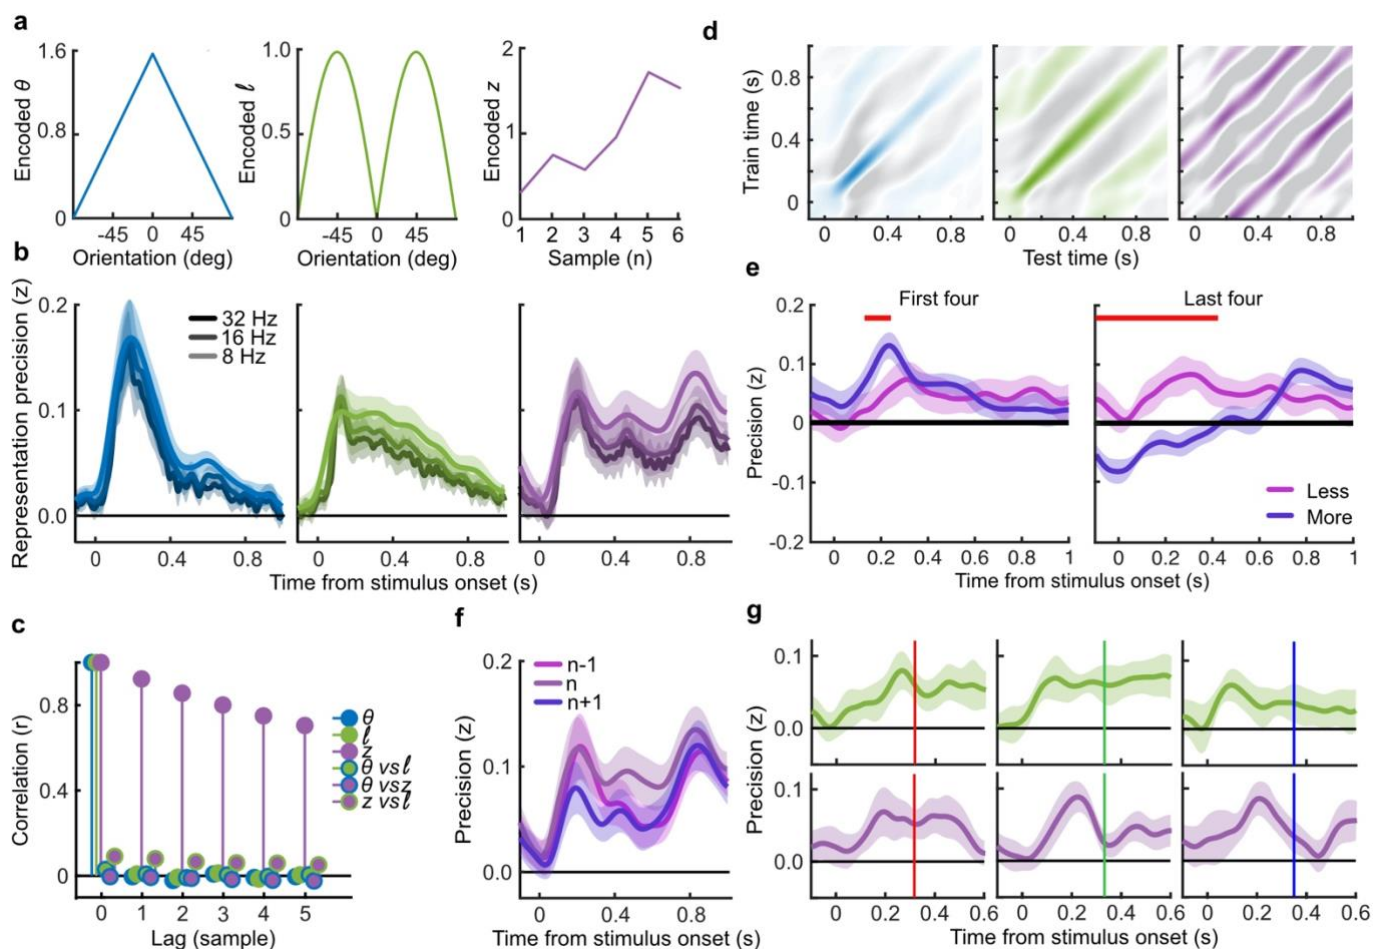 a
1.6
0.8
0
Encoded θ
-45 0 45
Orientation (deg)
1.0
0.5
0
Encoded ℓ
-45 0 45
Orientation (deg)
2
1
0
Encoded z
1 2 3 4 5 6
Sample (n)
d
0.8
0.4
0
Train time (s)
0 0.4 0.8
0 0.4 0.8
0 0.4 0.8
Test time (s)
b
0.2
0.1
0.0
Representation precision (z)
32 Hz
16 Hz
8 Hz
0 0.4 0.8
0 0.4 0.8
0 0.4 0.8
Time from stimulus onset (s)
e
First four
Last four
0.2
0.1
0
-0.1
-0.2
Precision (z)
Less
More
0 0.2 0.4 0.6 0.8 1
0 0.2 0.4 0.6 0.8 1
Time from stimulus onset (s)
c
0.8
0.4
0
Correlation (r)
θ
ℓ
z
θ vs ℓ
θ vs z
z vs ℓ
0 1 2 3 4 5
Lag (sample)
f
0.2
0.1
0.0
Precision (z)
n-1
n
n+1
0 0.4 0.8
Time from stimulus onset (s)
g
0.1
0.0
0.1
0.0
Precision (z)
0 0.2 0.4 0.6
0 0.2 0.4 0.6
0 0.2 0.4 0.6
Time from stimulus onset (s)